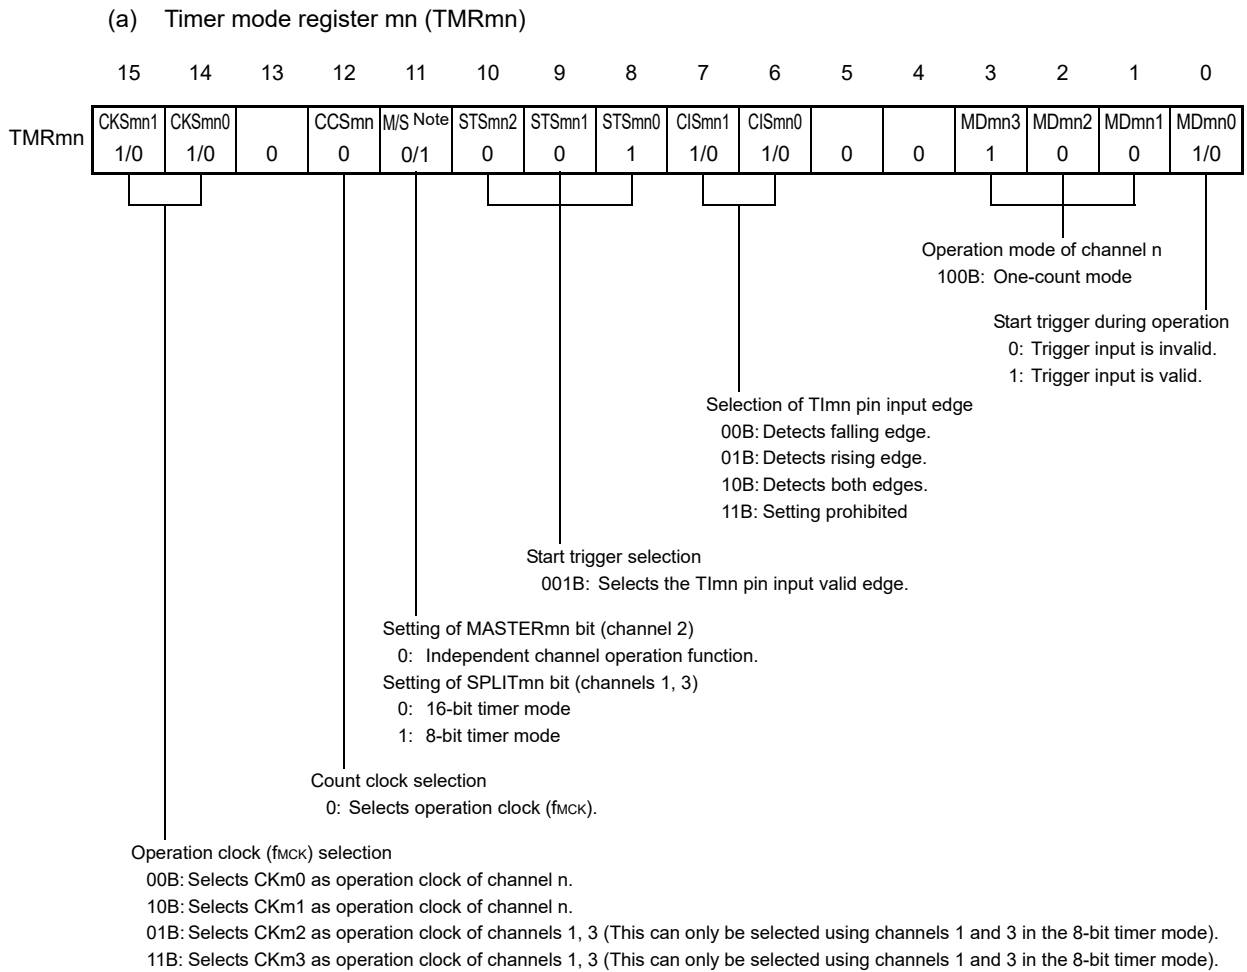 (a) Timer mode register mn (TMRmn)
15 14 13 12 11 10 9 8 7 6 5 4 3 2 1 0
TMRmn
CKSmn1 CKSmn0 CCSmn M/S Note STSmn2 STSmn1 STSmn0 CISmn1 CISmn0 MDmn3 MDmn2 MDmn1 MDmn0
1/0 1/0 0 0 0/1 0 0 1 1/0 1/0 0 0 1 0 0 1/0
Operation mode of channel n
100B: One-count mode
Start trigger during operation
0: Trigger input is invalid.
1: Trigger input is valid.
Selection of TImn pin input edge
00B: Detects falling edge.
01B: Detects rising edge.
10B: Detects both edges.
11B: Setting prohibited
Start trigger selection
001B: Selects the TImn pin input valid edge.
Setting of MASTERmn bit (channel 2)
0: Independent channel operation function.
Setting of SPLITmn bit (channels 1, 3)
0: 16-bit timer mode
1: 8-bit timer mode
Count clock selection
0: Selects operation clock (fMCK).
Operation clock (fMCK) selection
00B: Selects CKm0 as operation clock of channel n.
10B: Selects CKm1 as operation clock of channel n.
01B: Selects CKm2 as operation clock of channels 1, 3 (This can only be selected using channels 1 and 3 in the 8-bit timer mode).
11B: Selects CKm3 as operation clock of channels 1, 3 (This can only be selected using channels 1 and 3 in the 8-bit timer mode).